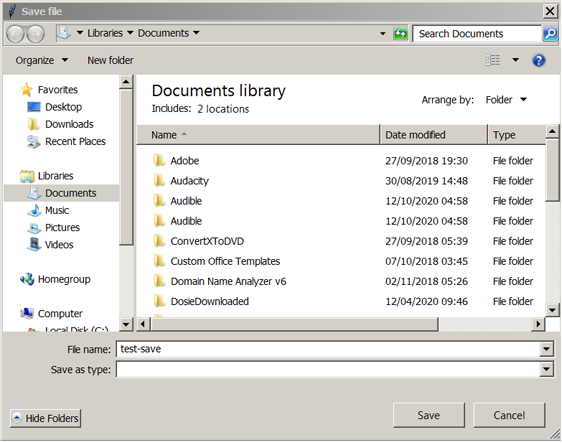 Save file
Libraries Documents Search Documents
Organize New folder
Favorites
Desktop
Downloads
Recent Places
Libraries
Documents
Music
Pictures
Videos
Homegroup
Computer
Local Disk (C:)
Documents library
Includes: 2 locations
Arrange by: Folder
Name Date modified Type
Adobe 27/09/2018 19:30 File folder
Audacity 30/08/2019 14:48 File folder
Audible 12/10/2020 04:58 File folder
Audible 12/10/2020 04:58 File folder
ConvertXToDVD 27/09/2018 05:39 File folder
Custom Office Templates 07/10/2018 03:45 File folder
Domain Name Analyzer v6 02/11/2018 05:26 File folder
DosieDownloaded 12/04/2020 09:46 File folder
File name: test-save
Save as type:
Hide Folders Save Cancel